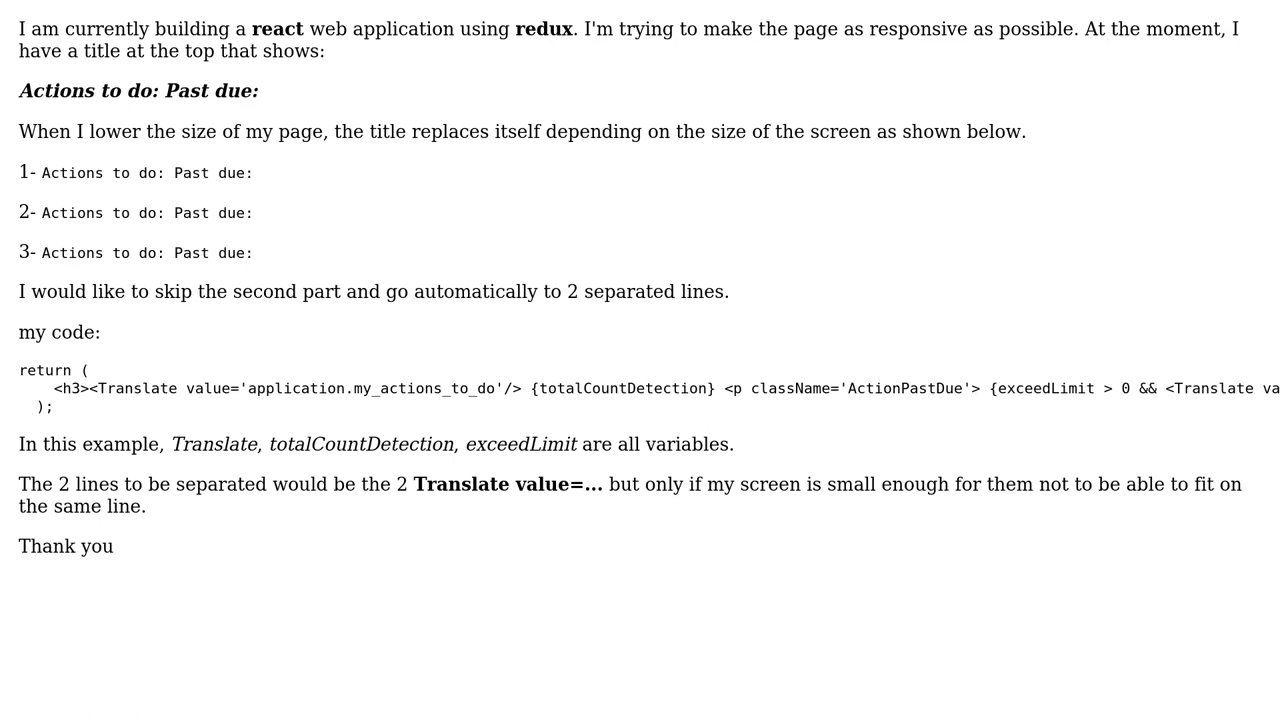 I am currently building a react web application using redux. I'm trying to make the page as responsive as possible. At the moment, I
have a title at the top that shows:
Actions to do: Past due:
When I lower the size of my page, the title replaces itself depending on the size of the screen as shown below.
1- Actions to do: Past due:
2- Actions to do: Past due:
3- Actions to do: Past due:
I would like to skip the second part and go automatically to 2 separated lines.
my code:
return (
    <h3><Translate value='application.my_actions_to_do'/> {totalCountDetection} <p className='ActionPastDue'> {exceedLimit > 0 && <Translate va
  );
In this example, Translate, totalCountDetection, exceedLimit are all variables.
The 2 lines to be separated would be the 2 Translate value=... but only if my screen is small enough for them not to be able to fit on
the same line.
Thank you